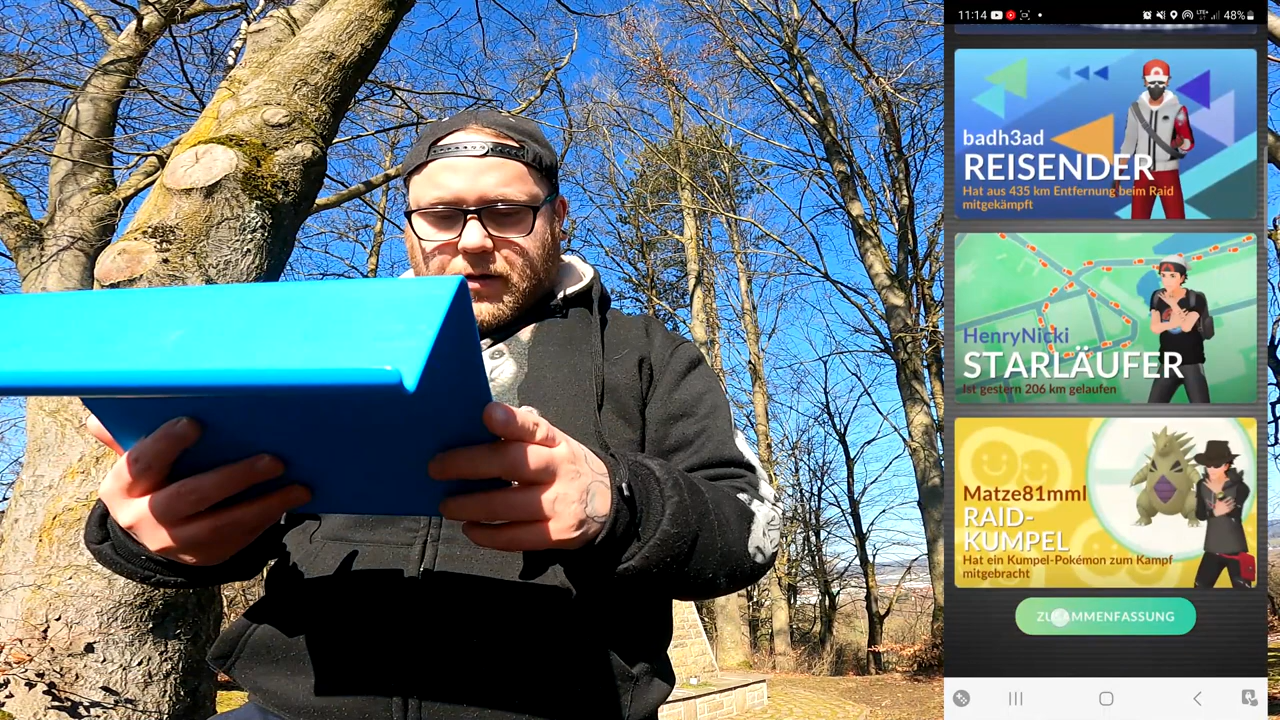 11:14
LTE+
48%
badh3ad
REISENDER
Hat aus 435 km Entfernung beim Raid
mitgekämpft
HenryNicki
STARLÄUFER
Ist gestern 206 km gelaufen
Matze81mml
RAID-
KUMPEL
Hat ein Kumpel-Pokémon zum Kampf
mitgebracht
ZUSAMMENFASSUNG